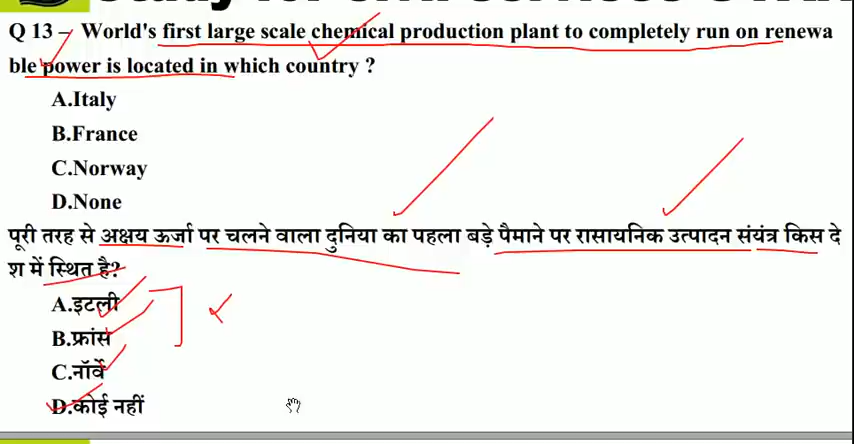 Q 13 – World's first large scale chemical production plant to completely run on renewa
ble power is located in which country ?
A.Italy
B.France
C.Norway
D.None
पूरी तरह से अक्षय ऊर्जा पर चलने वाला दुनिया का पहला बड़े पैमाने पर रासायनिक उत्पादन संयंत्र किस दे
श में स्थित है?
A.इटली
B.फ्रांस
C.नॉर्वे
D.कोई नहीं